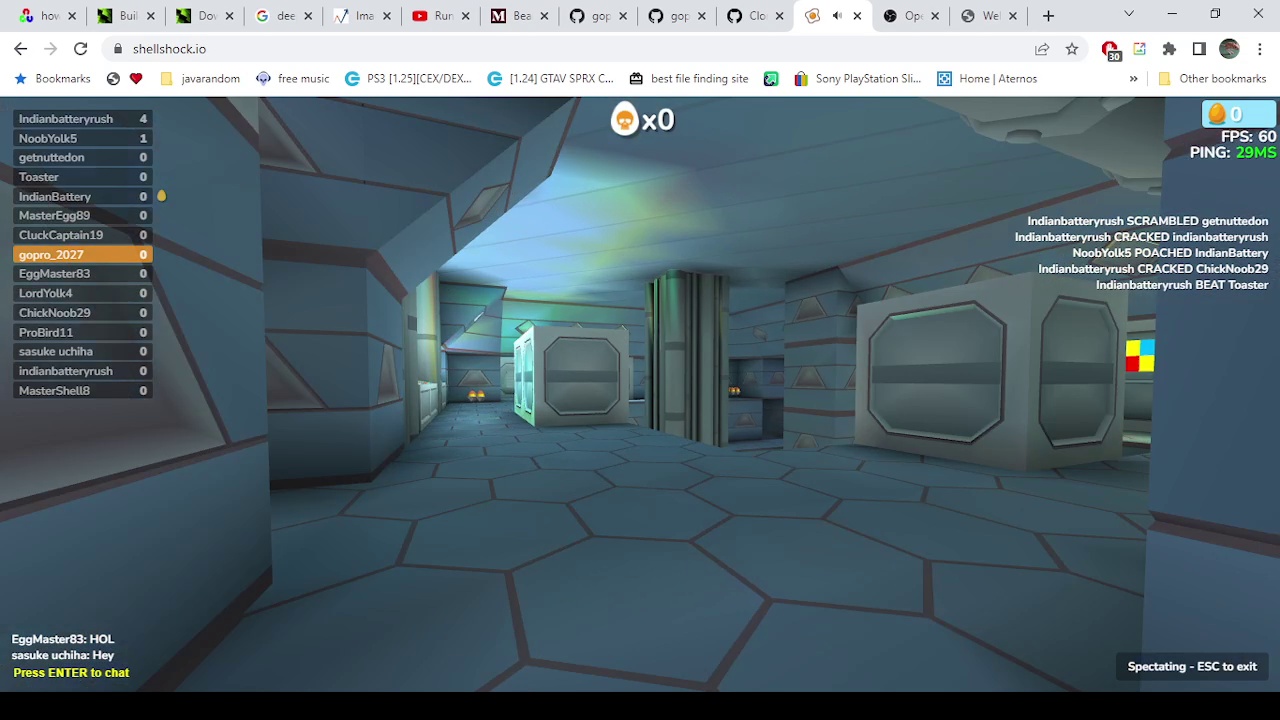 how
Buil
Dov
dee
Ima
Run
Bea
gop
gop
Clo
Ope
Wel
shellshock.io
30
Bookmarks
javarandom
free music
PS3 [1.25][CEX/DEX...
[1.24] GTAV SPRX C...
best file finding site
Sony PlayStation Sli...
Home | Aternos
»
Other bookmarks
Indianbatteryrush 4
NoobYolk5 1
getnuttedon 0
Toaster 0
IndianBattery 0
MasterEgg89 0
CluckCaptain19 0
gopro_2027 0
EggMaster83 0
LordYolk4 0
ChickNoob29 0
ProBird11 0
sasuke uchiha 0
indianbatteryrush 0
MasterShell8 0
x0
0
FPS: 60
PING: 29MS
Indianbatteryrush SCRAMBLED getnuttedon
Indianbatteryrush CRACKED indianbatteryrush
NoobYolk5 POACHED IndianBattery
Indianbatteryrush CRACKED ChickNoob29
Indianbatteryrush BEAT Toaster
EggMaster83: HOL
sasuke uchiha: Hey
Press ENTER to chat
Spectating - ESC to exit